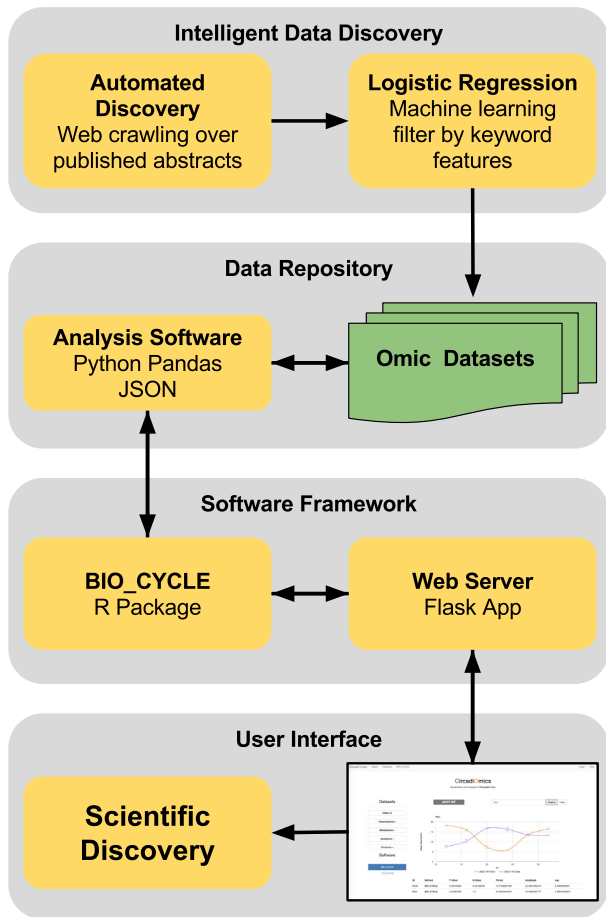 Intelligent Data Discovery
Automated
Discovery
Web crawling over
published abstracts
Logistic Regression
Machine learning
filter by keyword
features
Data Repository
Analysis Software
Python Pandas
JSON
Omic Datasets
Software Framework
BIO_CYCLE
R Package
Web Server
Flask App
User Interface
Scientific
Discovery
CircadiOmics
Datasets
Software